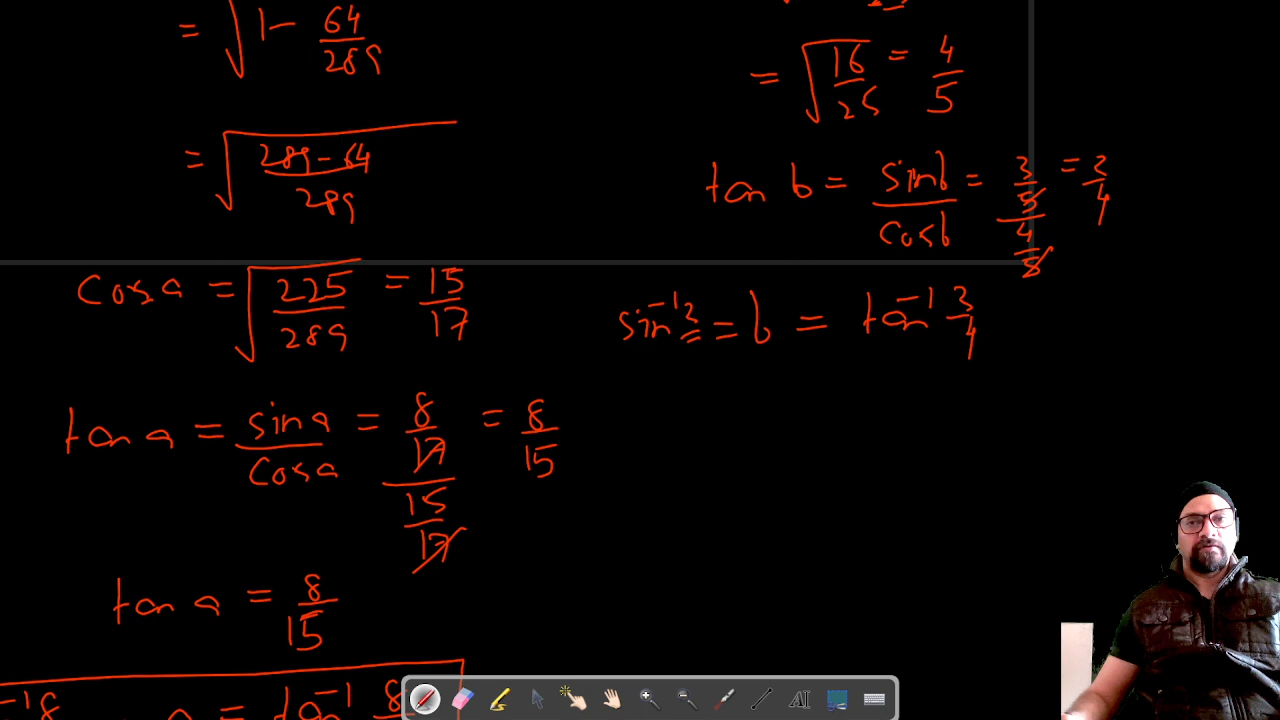 = √1 - 64/289
= √289-64/289
cos a = √225/289 = 15/17
tan a = sin a/cos a = 8/17/15/17 = 8/15
tan a = 8/15
a = tan⁻¹ 8
= √16/25 = 4/5
tan b = sin b/cos b = 3/5/4/5 = 3/4
sin⁻¹ = b = tan⁻¹ 3/4
AI